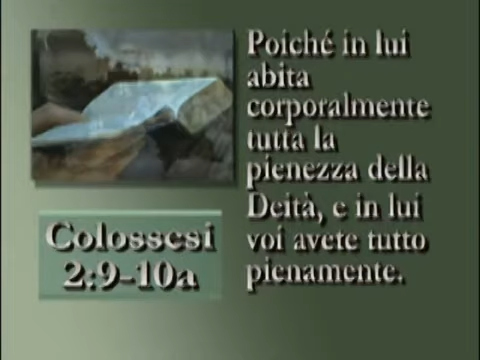 Poiché in lui
abita
corporalmente
tutta la
pienezza della
Deità, e in lui
voi avete tutto
pienamente.
Colossesi
2:9-10a